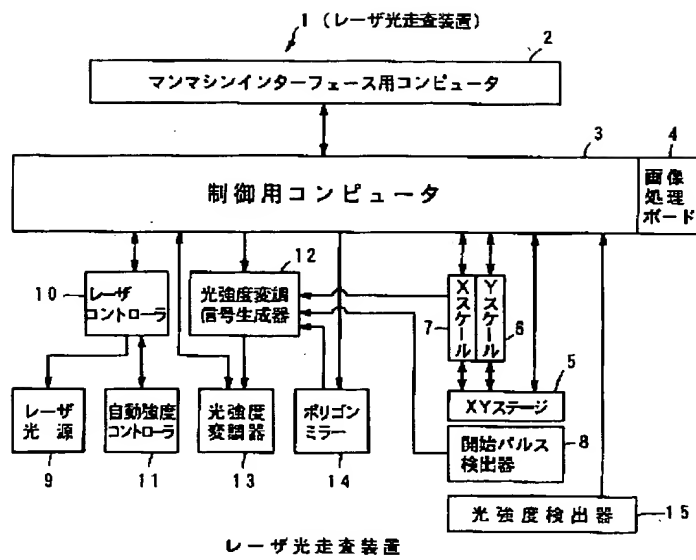 1 (レーザ光走査装置)
2
マンマシンインターフェース用コンピュータ
3
4
制御用コンピュータ
画像
処理
ボード
12
10
レーザ
コントローラ
光強度変調
信号生成器
7
Xスケール
Yスケール
6
5
レーザ
光源
自動強度
コントローラ
光強度
変調器
ポリゴン
ミラー
XYステージ
開始パルス
検出器
8
9
11
13
14
光強度検出器
15
レーザ光走査装置